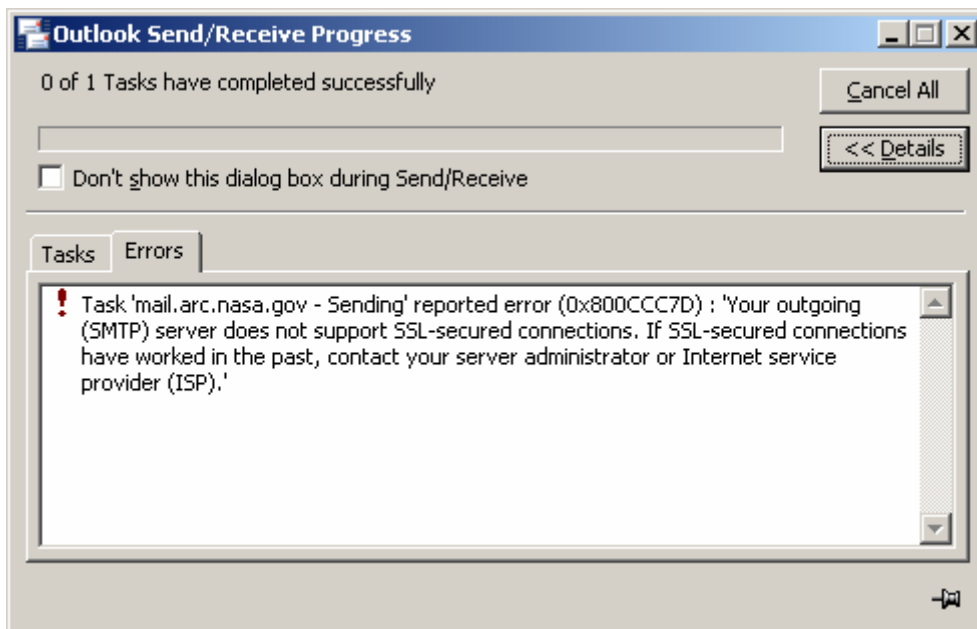 Outlook Send/Receive Progress
0 of 1 Tasks have completed successfully
Cancel All
<< Details
Don't show this dialog box during Send/Receive
Tasks
Errors
Task 'mail.arc.nasa.gov - Sending' reported error (0x800CCC7D) : 'Your outgoing
(SMTP) server does not support SSL-secured connections. If SSL-secured connections
have worked in the past, contact your server administrator or Internet service
provider (ISP).'